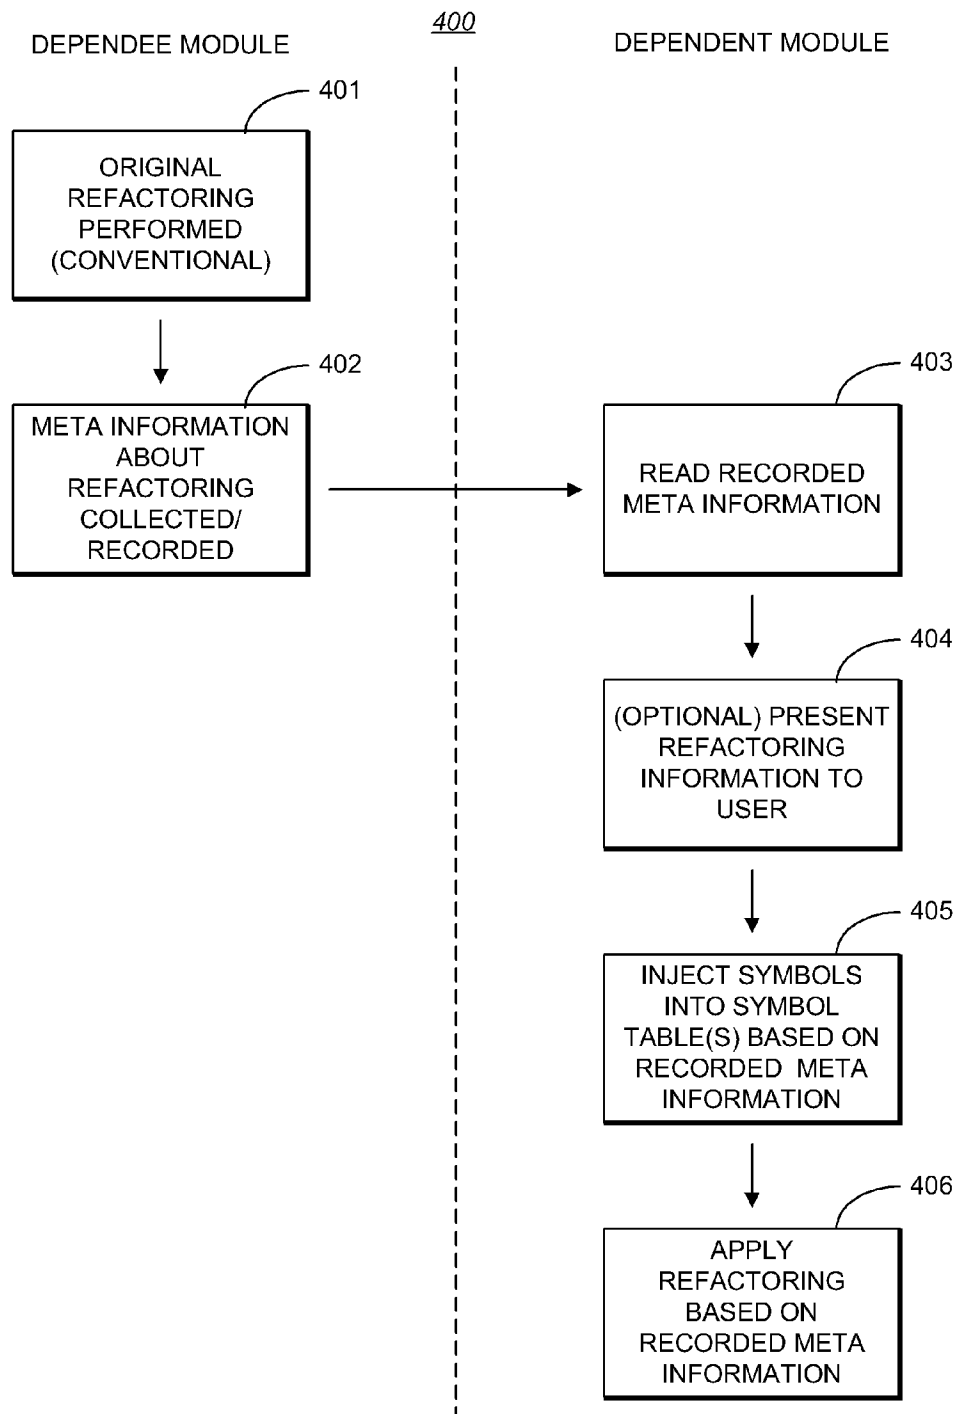 400
DEPENDEE MODULE
DEPENDENT MODULE
401
ORIGINAL
REFACTORING
PERFORMED
(CONVENTIONAL)
402
META INFORMATION
ABOUT
REFACTORING
COLLECTED/
RECORDED
403
READ RECORDED
META INFORMATION
404
(OPTIONAL) PRESENT
REFACTORING
INFORMATION TO
USER
405
INJECT SYMBOLS
INTO SYMBOL
TABLE(S) BASED ON
RECORDED META
INFORMATION
406
APPLY
REFACTORING
BASED ON
RECORDED META
INFORMATION